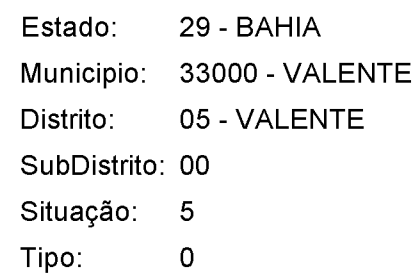 Estado: 29 - BAHIA
Municipio: 33000 - VALENTE
Distrito: 05 - VALENTE
SubDistrito: 00
Situação: 5
Tipo: 0